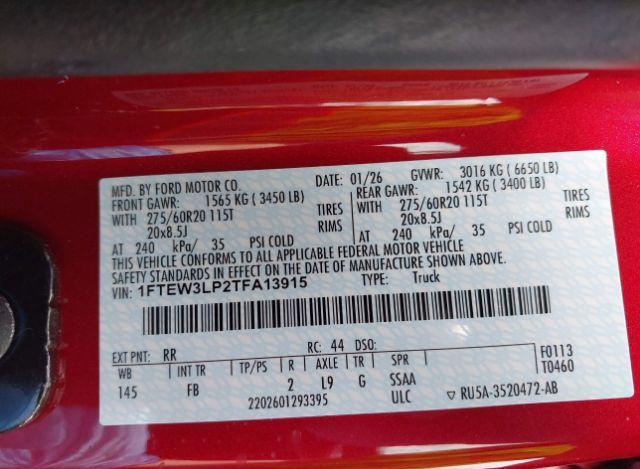 MFD. BY FORD MOTOR CO.
DATE: 01/26 GVWR: 3016 KG ( 6650 LB)
FRONT GAWR: 1565 KG ( 3450 LB)
REAR GAWR: 1542 KG ( 3400 LB)
WITH 275/60R20 115T TIRES
WITH 275/60R20 115T TIRES
20x8.5J RIMS
20x8.5J RIMS
AT 240 kPa/ 35 PSI COLD
AT 240 kPa/ 35 PSI COLD
THIS VEHICLE CONFORMS TO ALL APPLICABLE FEDERAL MOTOR VEHICLE
SAFETY STANDARDS IN EFFECT ON THE DATE OF MANUFACTURE SHOWN ABOVE.
VIN: 1FTEW3LP2TFA13915 TYPE: Truck
EXT PNT: RR RC: 44 DSO:
WB INT TR TP/PS R AXLE TR SPR
145 FB 2 L9 G SSAA
ULC
F0113
T0460
2202601293395
RU5A-3520472-AB